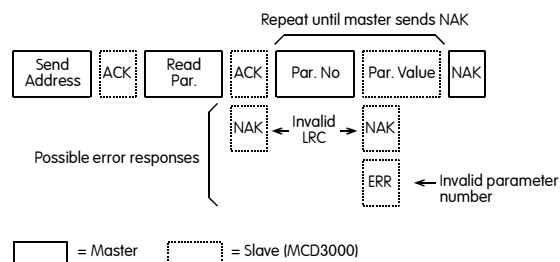 Repeat until master sends NAK
Send Address
ACK
Read Par.
ACK
Par. No
Par. Value
NAK
NAK
Invalid LRC
NAK
Possible error responses
ERR
Invalid parameter number
= Master
= Slave (MCD3000)